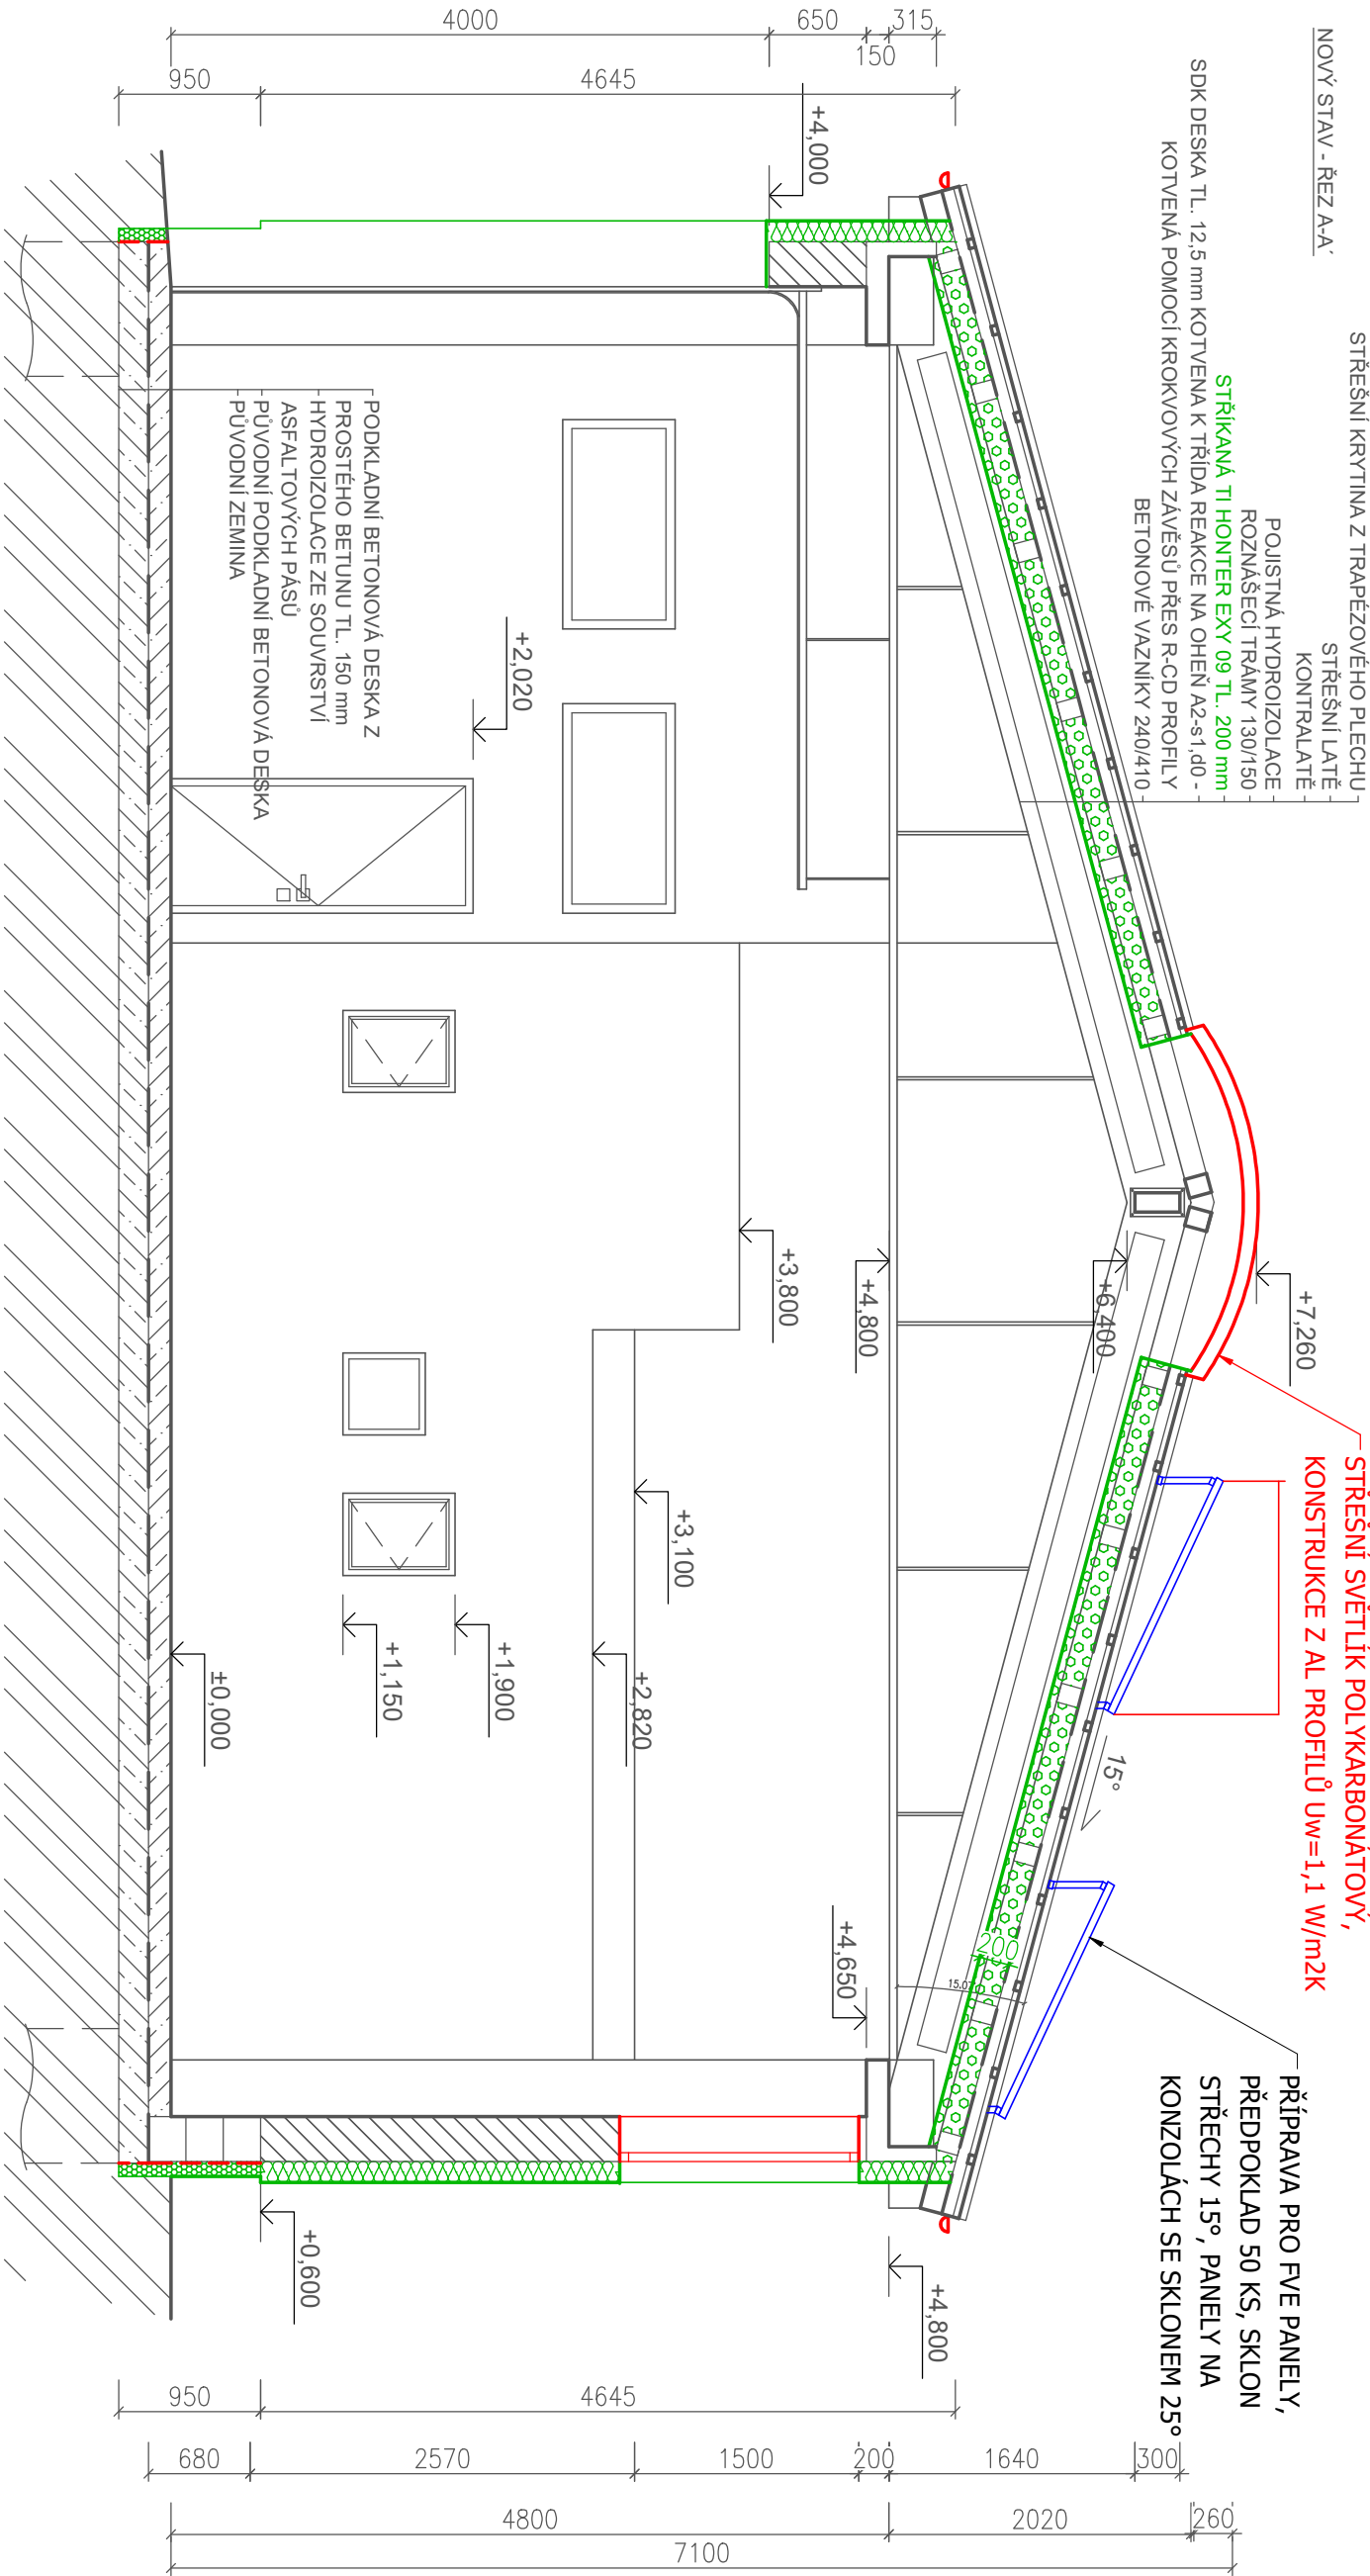 NOVÝ STAV - ŘEZ A-A´
STŘEŠNÍ KRYTINA Z TRAPÉZOVÉHO PLECHU
STŘEŠNÍ LATĚ
KONTRALATĚ
POJISTNÁ HYDROIZOLACE
ROZNÁŠECÍ TRÁMY 130/150
STŘÍKANÁ TI HONTER EXY 09 TL. 200 mm
SDK DESKA TL. 12,5 mm KOTVENA K TŘÍDA REAKCE NA OHEŇ A2-s1,d0 -
KOTVENÁ POMOCÍ KROKVOVÝCH ZÁVĚSŮ PŘES R-CD PROFILY
BETONOVÉ VAZNÍKY 240/410
STŘEŠNÍ SVĚTLÍK POLYKARBONÁTOVÝ,
KONSTRUKCE Z AL PROFILŮ Uw=1,1 W/m2K
PŘÍPRAVA PRO FVE PANELY,
PŘEDPOKLAD 50 KS, SKLON
STŘECHY 15°, PANELY NA
KONZOLÁCH SE SKLONEM 25°
PODKLADNÍ BETONOVÁ DESKA Z
PROSTÉHO BETUNU TL. 150 mm
HYDROIZOLACE ZE SOUVRSTVÍ
ASFALTOVÝCH PÁSŮ
PŮVODNÍ PODKLADNÍ BETONOVÁ DESKA
PŮVODNÍ ZEMINA
+7,260
+6,400
+4,800
+3,800
+3,100
+2,820
+1,900
+1,150
±0,000
+4,000
+2,020
+4,650
+4,800
+0,600
15°
15.07
200
315
150
650
4000
4645
950
950
4645
680
2570
1500
200
1640
300
4800
2020
260
7100